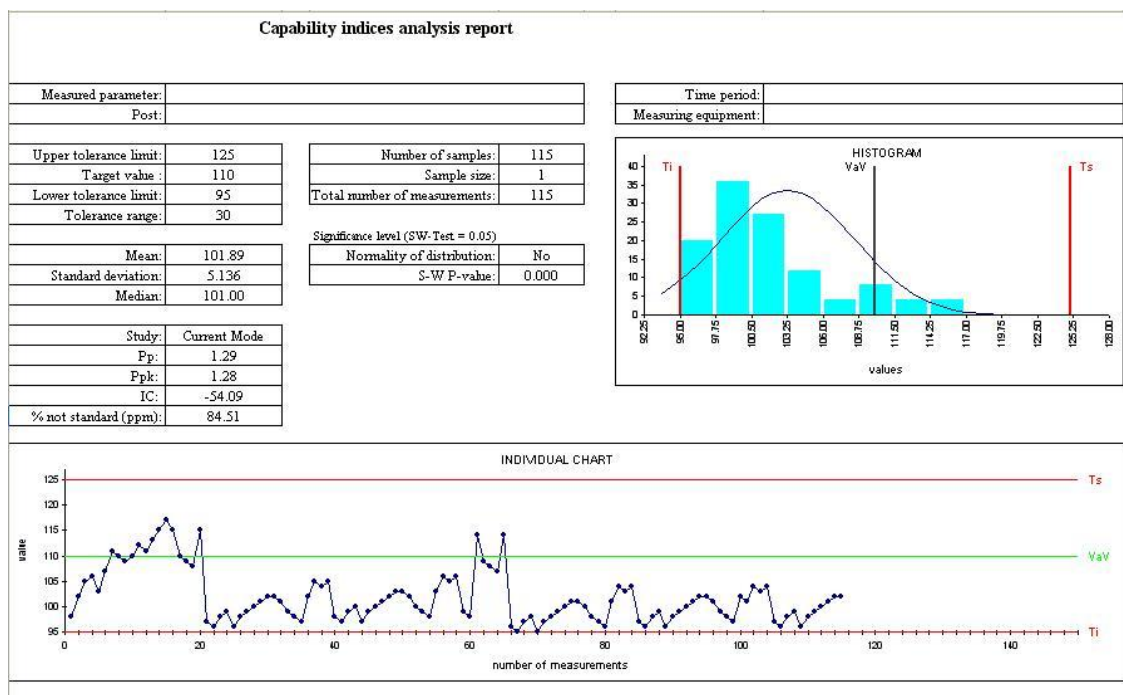 Capability indices analysis report
Measured parameter:
Post:
Time period:
Measuring equipment:
Upper tolerance limit: 125
Target value : 110
Lower tolerance limit: 95
Tolerance range: 30
Number of samples: 115
Sample size: 1
Total number of measurements: 115
Mean: 101.89
Standard deviation: 5.136
Median: 101.00
Significance level (SW-Test = 0.05)
Normality of distribution: No
S-W P-value: 0.000
Study: Current Mode
Pp: 1.29
Ppk: 1.28
IC: -54.09
% not standard (ppm): 84.51
HISTOGRAM
Ti VaV Ts
40
35
30
25
20
15
10
5
0
92.25 95.00 97.75 100.50 103.25 106.00 108.75 111.50 114.25 117.00 119.75 122.50 125.25 128.00
values
INDIVIDUAL CHART
125 Ts
120
115
110 VaV
105
100
95 Ti
value
0 20 40 60 80 100 120 140
number of measurements